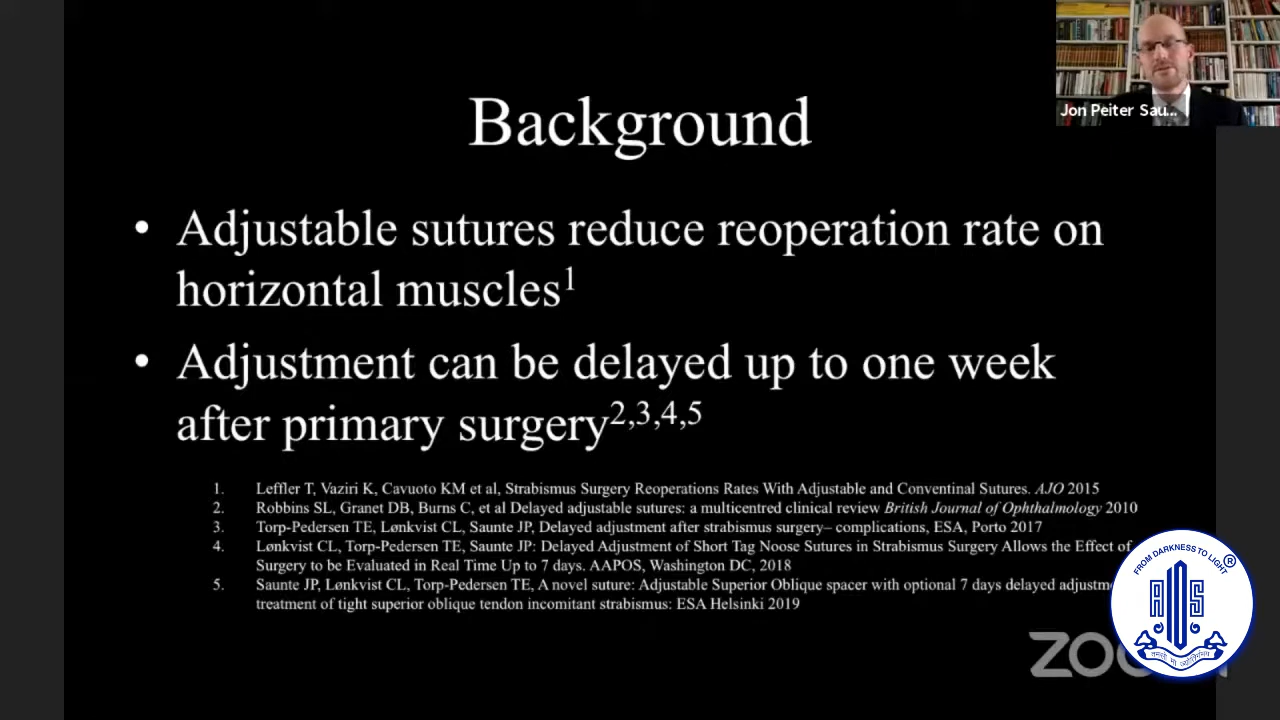 Jon Peiter Sau...
Background
• Adjustable sutures reduce reoperation rate on
horizontal muscles1
• Adjustment can be delayed up to one week
after primary surgery2,3,4,5
1. Leffler T, Vaziri K, Cavuoto KM et al, Strabismus Surgery Reoperations Rates With Adjustable and Conventinal Sutures. AJO 2015
2. Robbins SL, Granet DB, Burns C, et al Delayed adjustable sutures: a multicentred clinical review British Journal of Ophthalmology 2010
3. Torp-Pedersen TE, Lønkvist CL, Saunte JP, Delayed adjustment after strabismus surgery– complications, ESA, Porto 2017
4. Lønkvist CL, Torp-Pedersen TE, Saunte JP: Delayed Adjustment of Short Tag Noose Sutures in Strabismus Surgery Allows the Effect of
Surgery to be Evaluated in Real Time Up to 7 days. AAPOS, Washington DC, 2018
5. Saunte JP, Lønkvist CL, Torp-Pedersen TE, A novel suture: Adjustable Superior Oblique spacer with optional 7 days delayed
treatment of tight superior oblique tendon incomitant strabismus: ESA Helsinki 2019
FROM DARKNESS TO LIGHT ®
AIOS
तमसो मा ज्योतिर्गमय